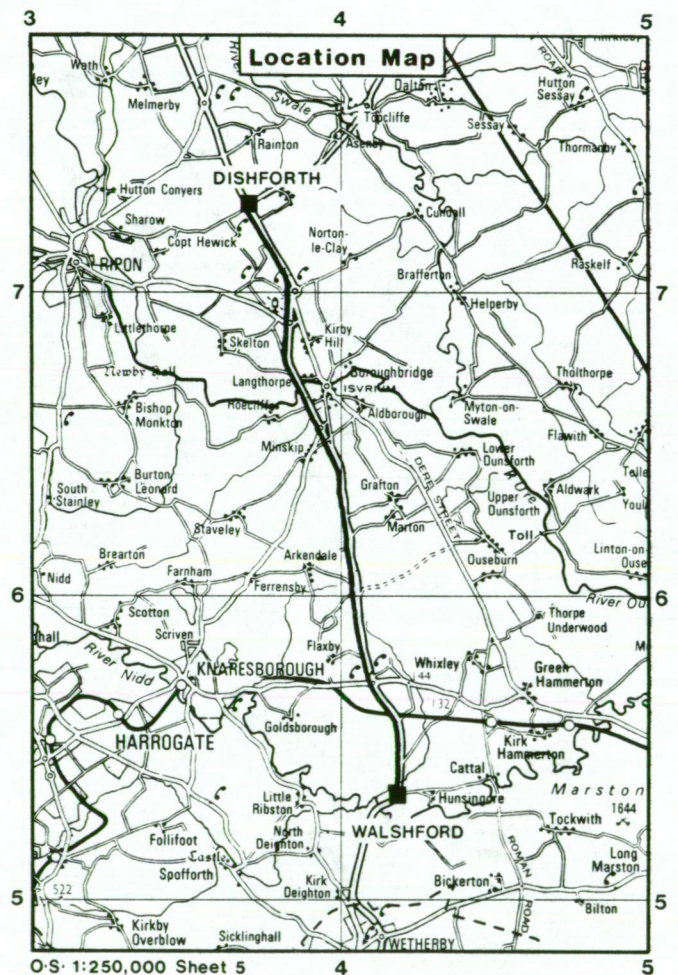 3 4 5
Location Map
Wath
Melmerby
Swale
Dalton
Topcliffe
Asenby
Hutton
Sessay
Sessay
Thormanby
Rainton
DISHFORTH
Hutton Conyers
Sharow
Copt Hewick
Norton-
le-Clay
Cundall
RIPON
Brafferton
Raskelf
7 7
Helperby
Littlethorpe
Skelton
Kirby
Hill
Newby Hall
Langthorpe
Boroughbridge
ISVRIVM
Roecliffe
Aldborough
Tholthorpe
Bishop
Monkton
Myton-on-
Swale
Flawith
Minskip
Lower
Dunsforth
DERE STREET
Burton
Leonard
South
Stainley
Grafton
Marton
Upper
Dunsforth
Aldwark
Staveley
Toll
Brearton
Arkendale
Ouseburn
Linton-on-
Ouse
Nidd
Farnham
Ferrensby
6 6
River Ou
Scotton
Scriven
Thorpe
Underwood
River Nidd
Flaxby
Whixley
KNARESBOROUGH
Green
Hammerton
144
132
Goldsborough
HARROGATE
Kirk
Hammerton
Cattal
Marston
1644
Little
Ribston
Hunsingore
Tockwith
WALSHFORD
Follifoot
North
Deighton
ROMAN
ROAD
Long
Marston
Castle
Spofforth
Kirk
Deighton
Bickerton
522
5 5
Bilton
Kirkby
Overblow
Sicklinghall
WETHERBY
O.S. 1:250,000 Sheet 5 4 5